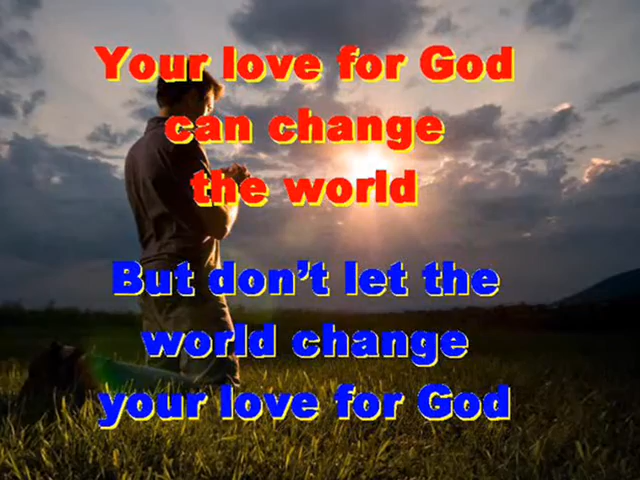 Your love for God
can change
the world
But don't let the
world change
your love for God